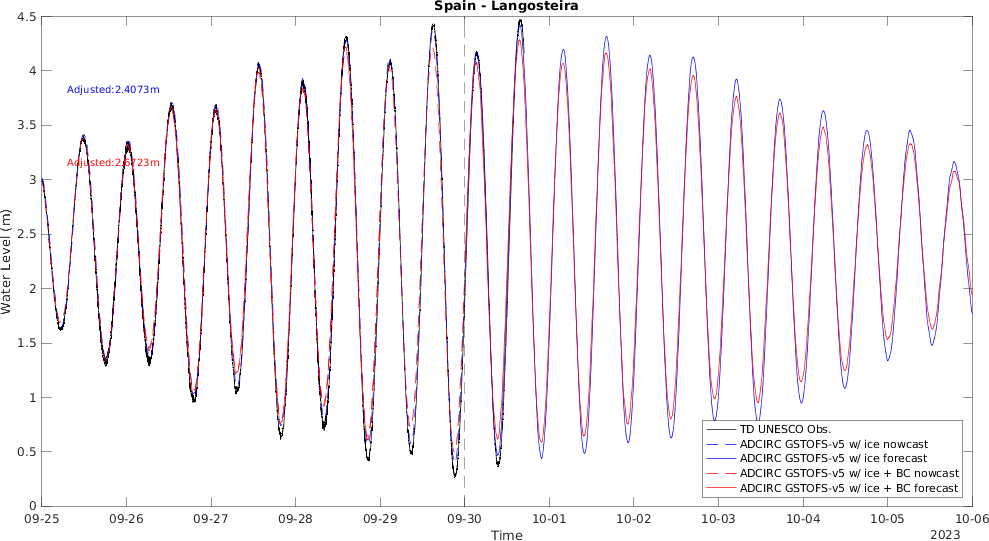 Spain - Langosteira
4.5
4
3.5
3
2.5
2
1.5
1
0.5
0
Water Level (m)
Adjusted:2.4073m
Adjusted:2.6723m
TD UNESCO Obs.
ADCIRC GSTOFS-v5 w/ ice nowcast
ADCIRC GSTOFS-v5 w/ ice forecast
ADCIRC GSTOFS-v5 w/ ice + BC nowcast
ADCIRC GSTOFS-v5 w/ ice + BC forecast
09-25 09-26 09-27 09-28 09-29 09-30 10-01 10-02 10-03 10-04 10-05 10-06
Time
2023